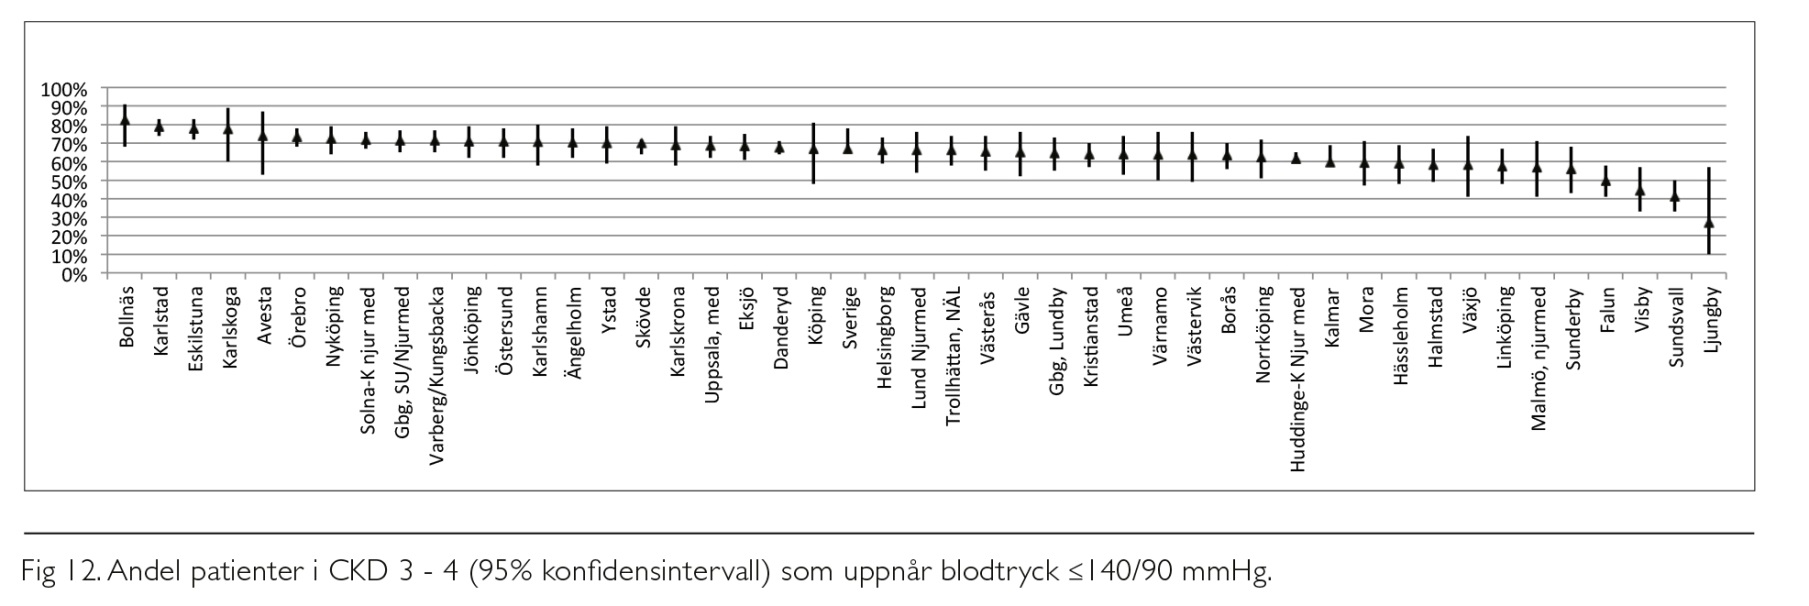 100%
90%
80%
70%
60%
50%
40%
30%
20%
10%
0%
Bollnäs
Karlstad
Eskilstuna
Karlskoga
Avesta
Örebro
Nyköping
Solna-K njur med
Gbg, SU/Njurmed
Varberg/Kungsbacka
Jönköping
Östersund
Karlshamn
Ängelholm
Ystad
Skövde
Karlskrona
Uppsala, med
Eksjö
Danderyd
Köping
Sverige
Helsingborg
Lund Njurmed
Trollhättan, NÄL
Västerås
Gävle
Gbg, Lundby
Kristianstad
Umeå
Värnamo
Västervik
Borås
Norrköping
Huddinge-K Njur med
Kalmar
Mora
Hässleholm
Halmstad
Växjö
Linköping
Malmö, njurmed
Sunderby
Falun
Visby
Sundsvall
Ljungby
Fig 12. Andel patienter i CKD 3 - 4 (95% konfidensintervall) som uppnår blodtryck ≤140/90 mmHg.